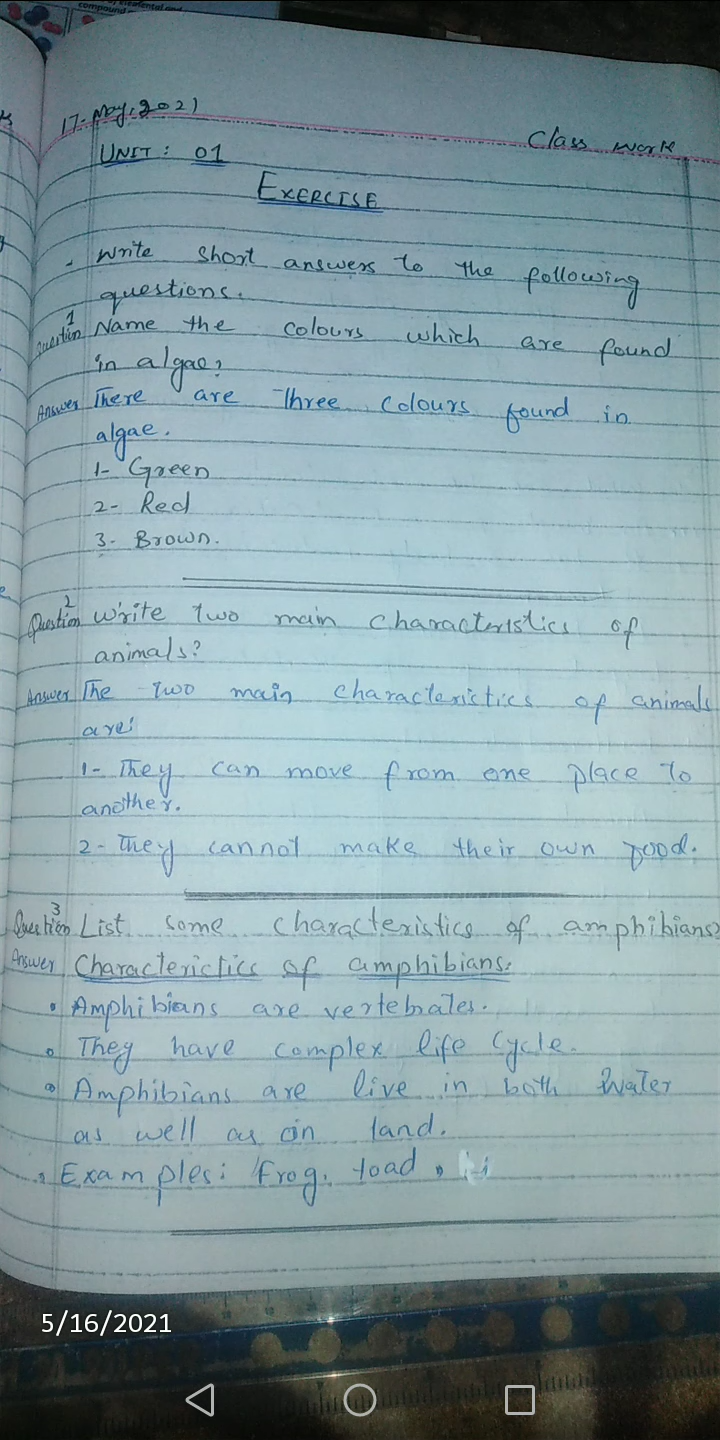 compound
17-May, 2021
Class work
UNIT : 01
EXERCISE
- Write short answers to the following
questions.
Question 1 Name the colours which are found
in algae?
Answer There are Three Colours found in
algae.
1- Green
2- Red
3- Brown.
Question 2 Write two main characteristics of
animals?
Answer The two main characteristics of animals
are:
1- They can move from one place to
another.
2- They cannot make their own food.
Question 3 List some characteristics of amphibians?
Answer Characterictics of amphibians:
• Amphibians are vertebrates.
• They have complex life Cycle.
• Amphibians are live in both Water
as well as on land.
• Examples: Frog, toad,
5/16/2021